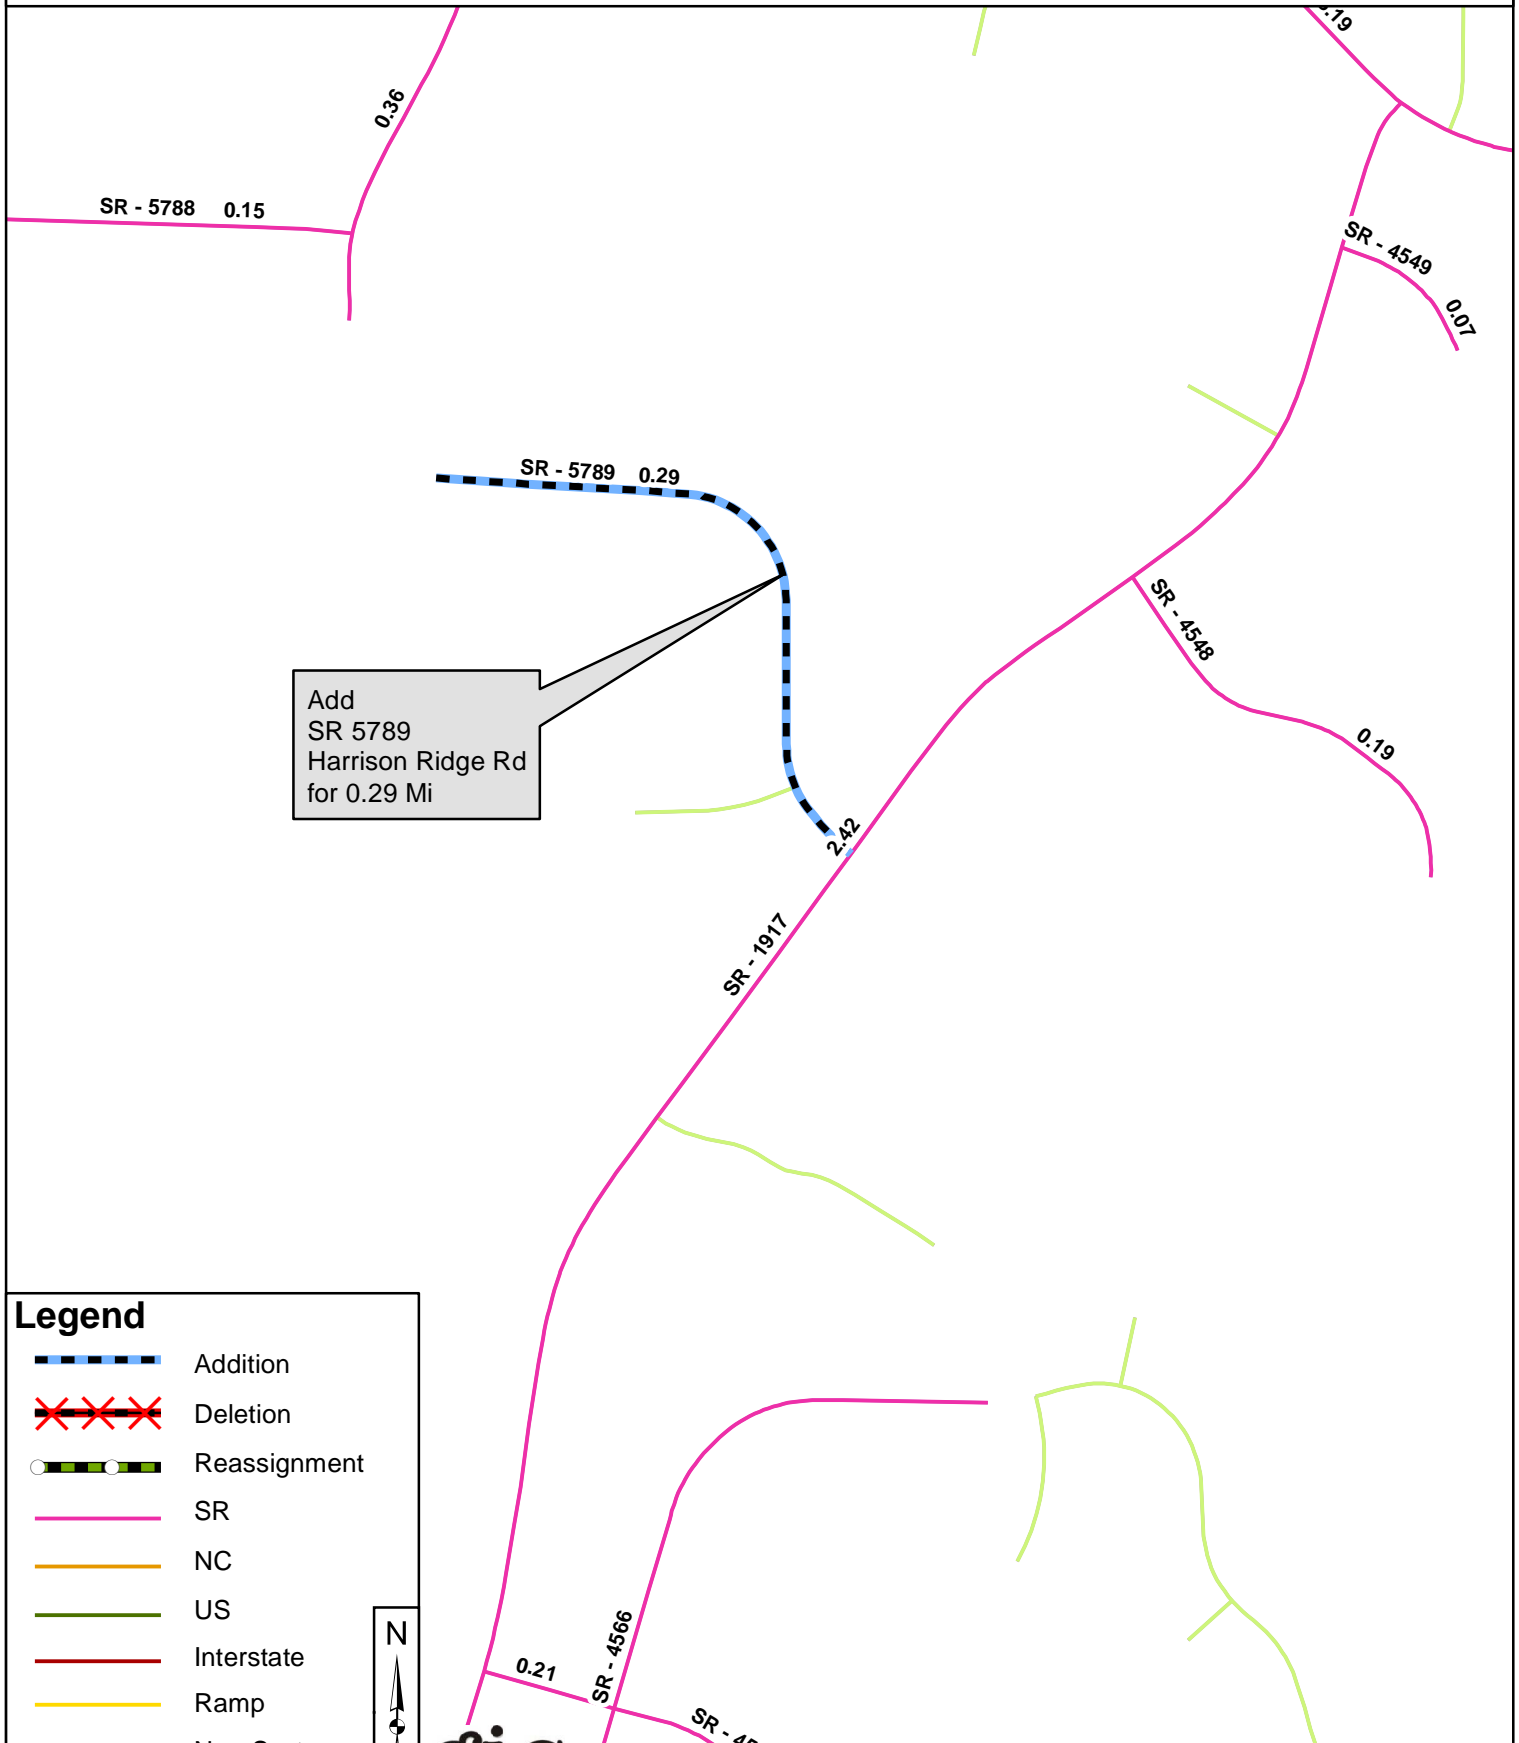 0.36
SR - 5788 0.15
SR - 4549
0.07
SR - 5789 0.29
SR - 4548
0.19
Add
SR 5789
Harrison Ridge Rd
for 0.29 Mi
2.42
SR - 1917
Legend
Addition
Deletion
Reassignment
SR
NC
US
Interstate
Ramp
N
0.21
SR - 4566